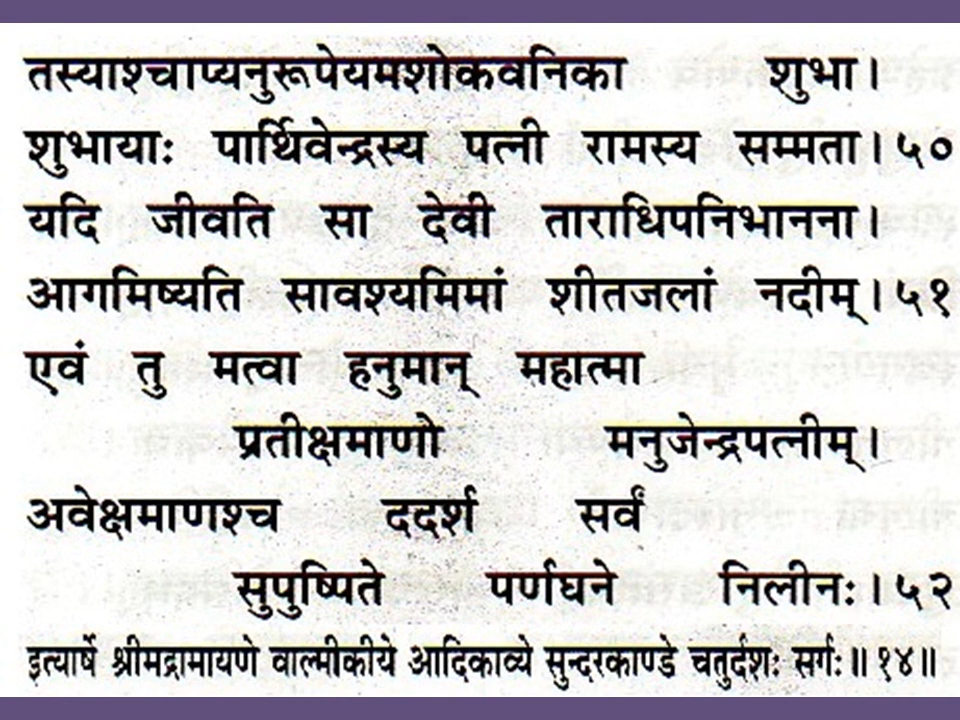 तस्याश्चाप्यनुरूपेयमशोकवनिका शुभा।
शुभायाः पार्थिवेन्द्रस्य पत्नी रामस्य सम्मता।५०
यदि जीवति सा देवी ताराधिपनिभानना।
आगमिष्यति सावश्यमिमां शीतजलां नदीम्।५१
एवं तु मत्वा हनुमान् महात्मा
प्रतीक्षमाणो मनुजेन्द्रपत्नीम्।
अवेक्षमाणश्च ददर्श सर्वं
सुपुष्पिते पर्णघने निलीनः।५२
इत्यार्षे श्रीमद्रामायणे वाल्मीकीये आदिकाव्ये सुन्दरकाण्डे चतुर्दशः सर्गः॥१४॥